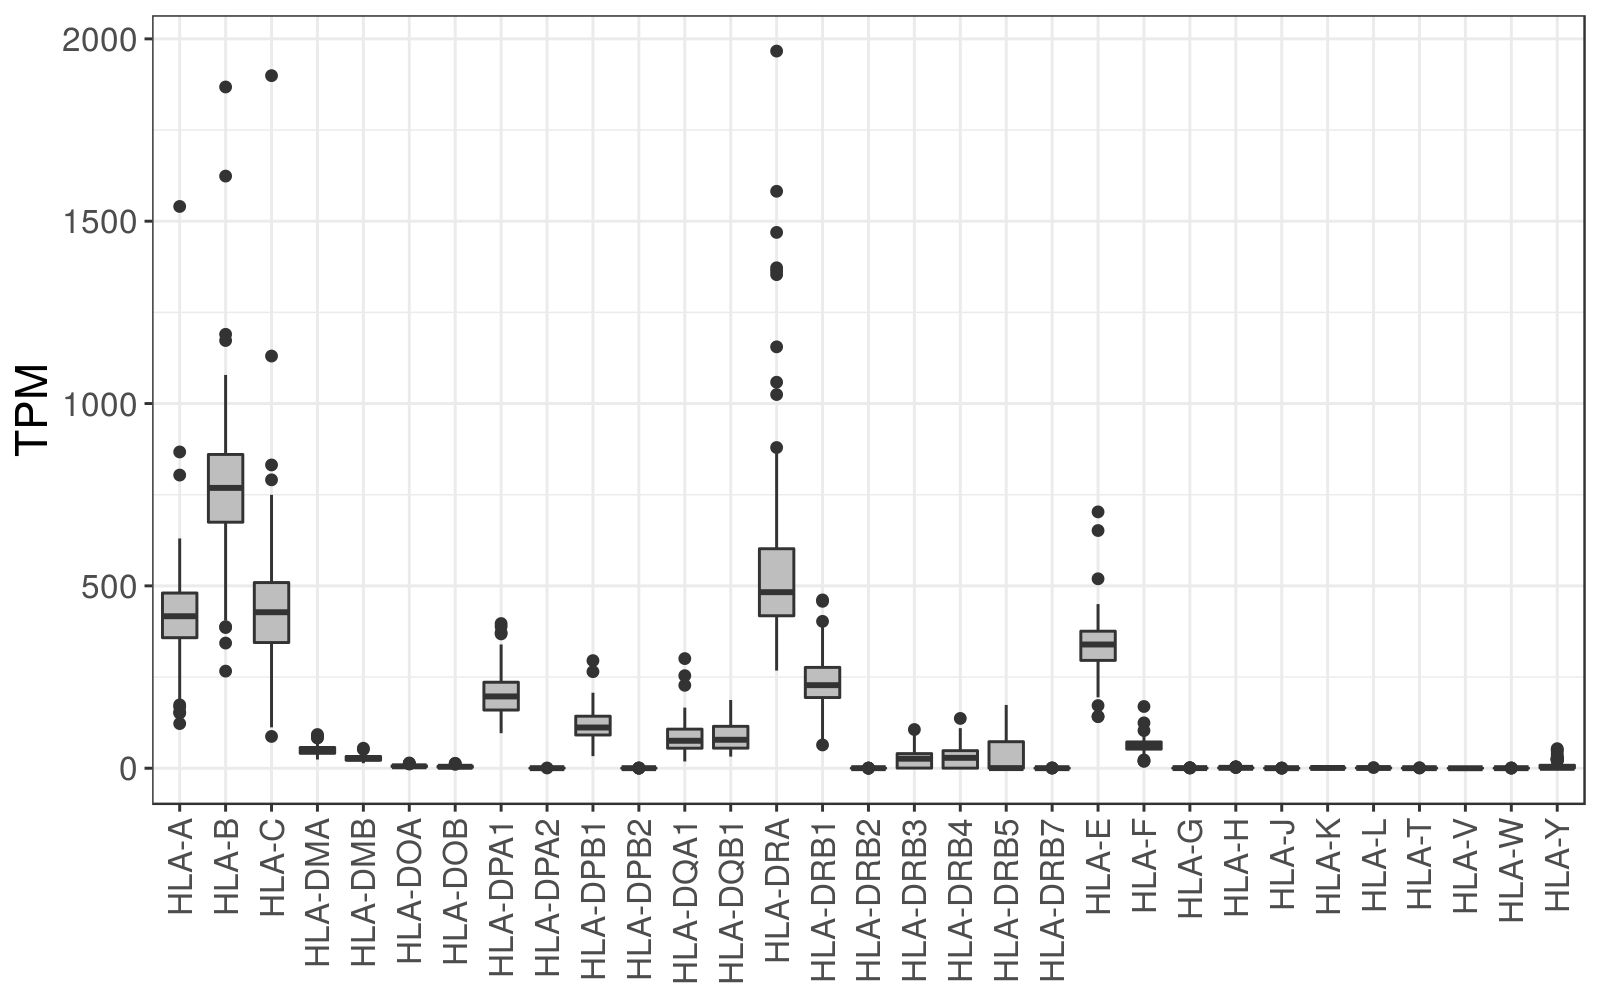 2000
1500
1000
500
0
TPM
HLA-A
HLA-B
HLA-C
HLA-DMA
HLA-DMB
HLA-DOA
HLA-DOB
HLA-DPA1
HLA-DPA2
HLA-DPB1
HLA-DPB2
HLA-DQA1
HLA-DQB1
HLA-DRA
HLA-DRB1
HLA-DRB2
HLA-DRB3
HLA-DRB4
HLA-DRB5
HLA-DRB7
HLA-E
HLA-F
HLA-G
HLA-H
HLA-J
HLA-K
HLA-L
HLA-T
HLA-V
HLA-W
HLA-Y